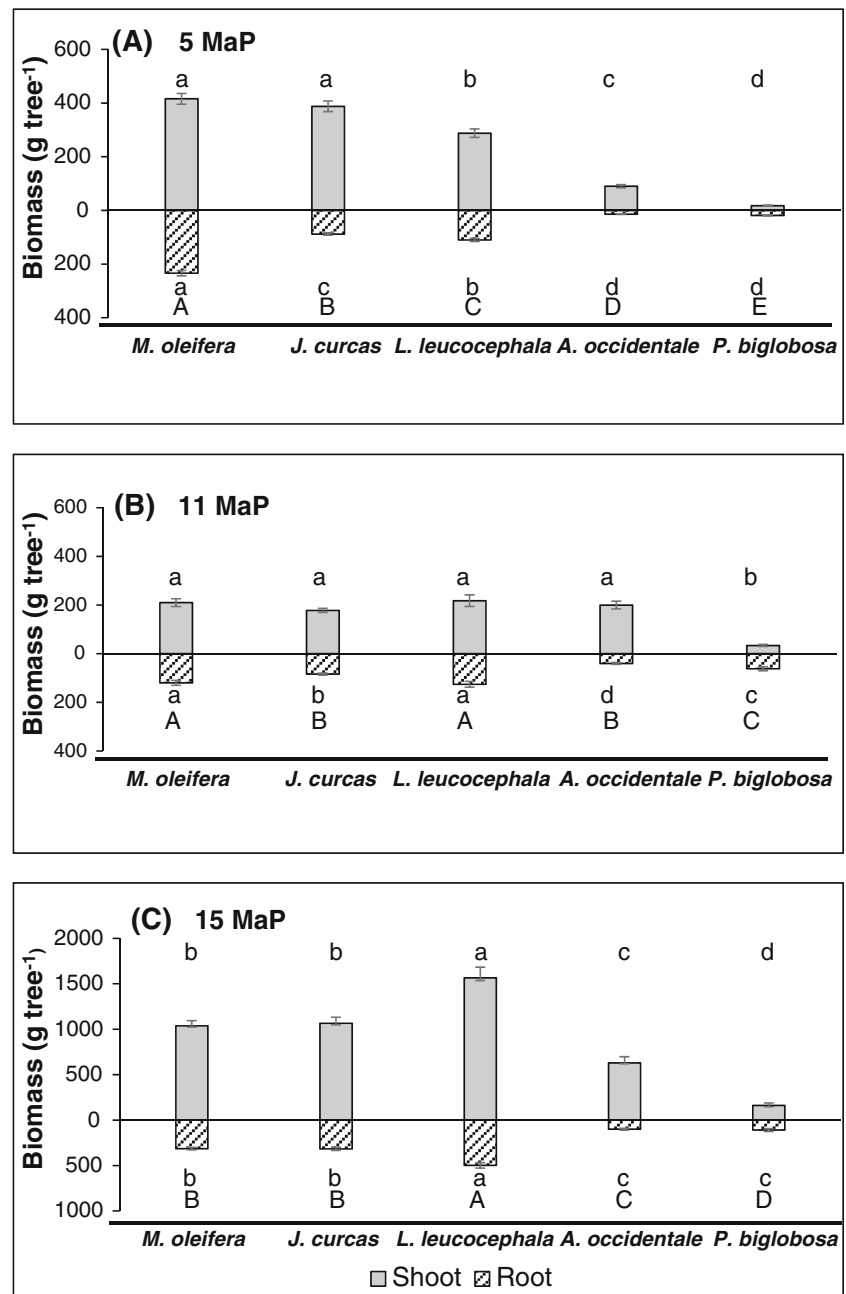 (A) 5 MaP
Biomass (g tree-1)
600
400
200
0
200
400
a a b c d
a c b d d
A B C D E
M. oleifera J. curcas L. leucocephala A. occidentale P. biglobosa
(B) 11 MaP
Biomass (g tree-1)
600
400
200
0
200
400
a a a a b
a b a d c
A B A B C
M. oleifera J. curcas L. leucocephala A. occidentale P. biglobosa
(C) 15 MaP
Biomass (g tree-1)
2000
1500
1000
500
0
500
1000
b b a c d
b b a c c
B B A C D
M. oleifera J. curcas L. leucocephala A. occidentale P. biglobosa
Shoot Root